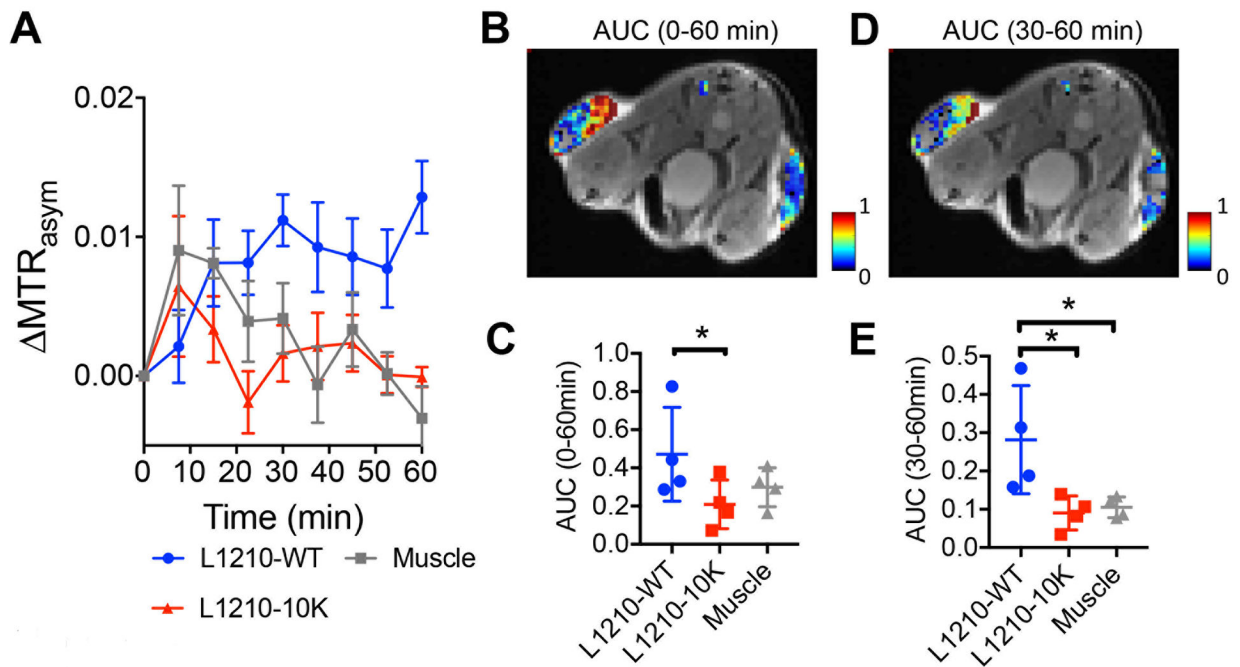 A
0.02
0.01
0.00
ΔMTRasym
0 10 20 30 40 50 60
Time (min)
L1210-WT
Muscle
L1210-10K
B
AUC (0-60 min)
1
0
D
AUC (30-60 min)
1
0
C
*
1.0
0.8
0.6
0.4
0.2
0.0
AUC (0-60min)
L1210-WT
L1210-10K
Muscle
E
*
*
0.5
0.4
0.3
0.2
0.1
0.0
AUC (30-60min)
L1210-WT
L1210-10K
Muscle